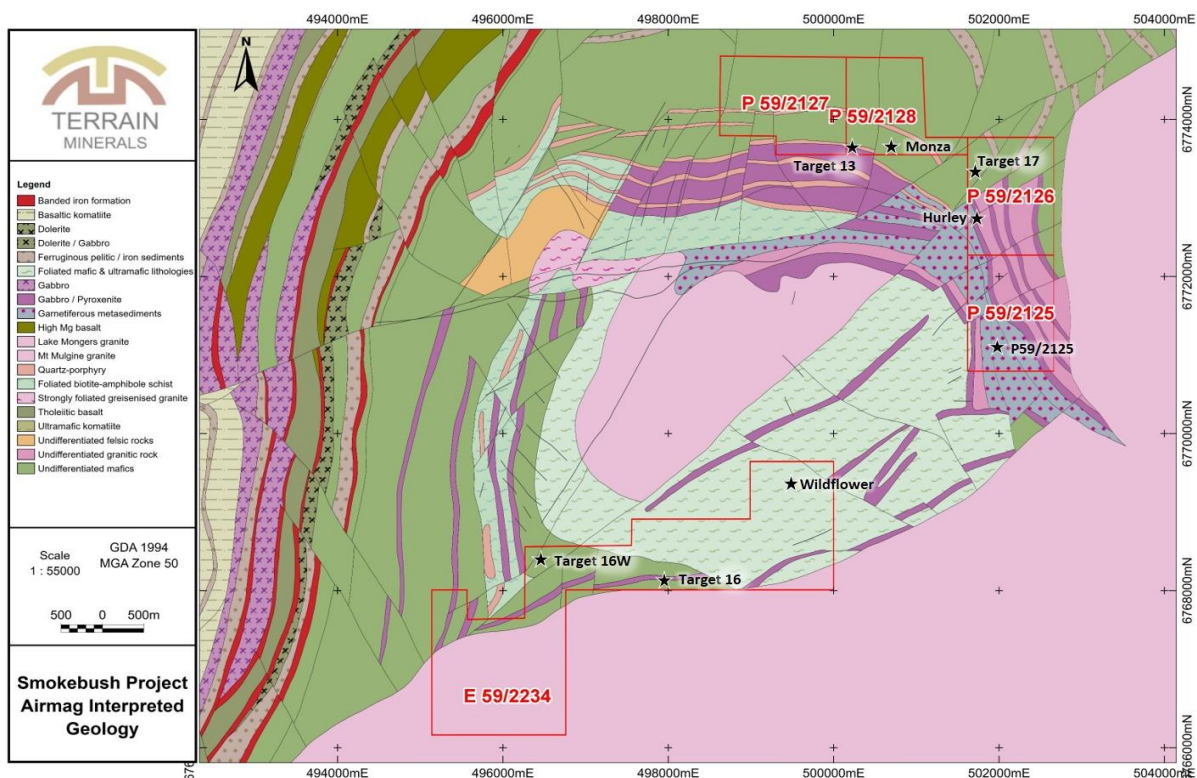 494000mE 496000mE 498000mE 500000mE 502000mE 504000mE
TERRAIN
MINERALS
Legend
Banded iron formation
Basaltic komatiite
Dolerite
Dolerite / Gabbro
Ferruginous pelitic / iron sediments
Foliated mafic & ultramafic lithologies
Gabbro
Gabbro / Pyroxenite
Garnetiferous metasediments
High Mg basalt
Lake Mongers granite
Mt Mulgine granite
Quartz-porphyry
Foliated biotite-amphibole schist
Strongly foliated greisenised granite
Tholeiitic basalt
Ultramafic komatiite
Undifferentiated felsic rocks
Undifferentiated granitic rock
Undifferentiated mafics
Scale
1 : 55000
GDA 1994
MGA Zone 50
500 0 500m
Smokebush Project
Airmag Interpreted
Geology
N
P 59/2127
P 59/2128
Monza
Target 13
Target 17
P 59/2126
Hurley
P 59/2125
P59/2125
Wildflower
Target 16W
Target 16
E 59/2234
6774000mN
6772000mN
6770000mN
6768000mN
6766000mN
494000mE 496000mE 498000mE 500000mE 502000mE 504000mE